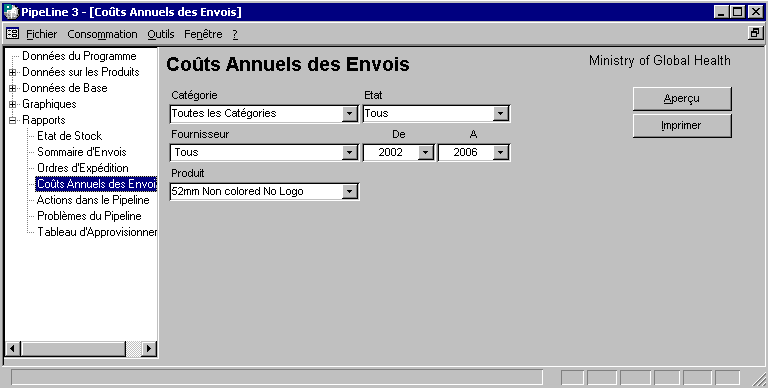 PipeLine 3 - [Coûts Annuels des Envois]
Fichier Consommation Outils Fenêtre ?
Données du Programme
Données sur les Produits
Données de Base
Graphiques
Rapports
Etat de Stock
Sommaire d'Envois
Ordres d'Expédition
Coûts Annuels des Envoi
Actions dans le Pipeline
Problèmes du Pipeline
Tableau d'Approvisionner
Coûts Annuels des Envois
Ministry of Global Health
Catégorie Etat
Toutes les Catégories Tous
Fournisseur De A
Tous 2002 2006
Produit
52mm Non colored No Logo
Aperçu
Imprimer